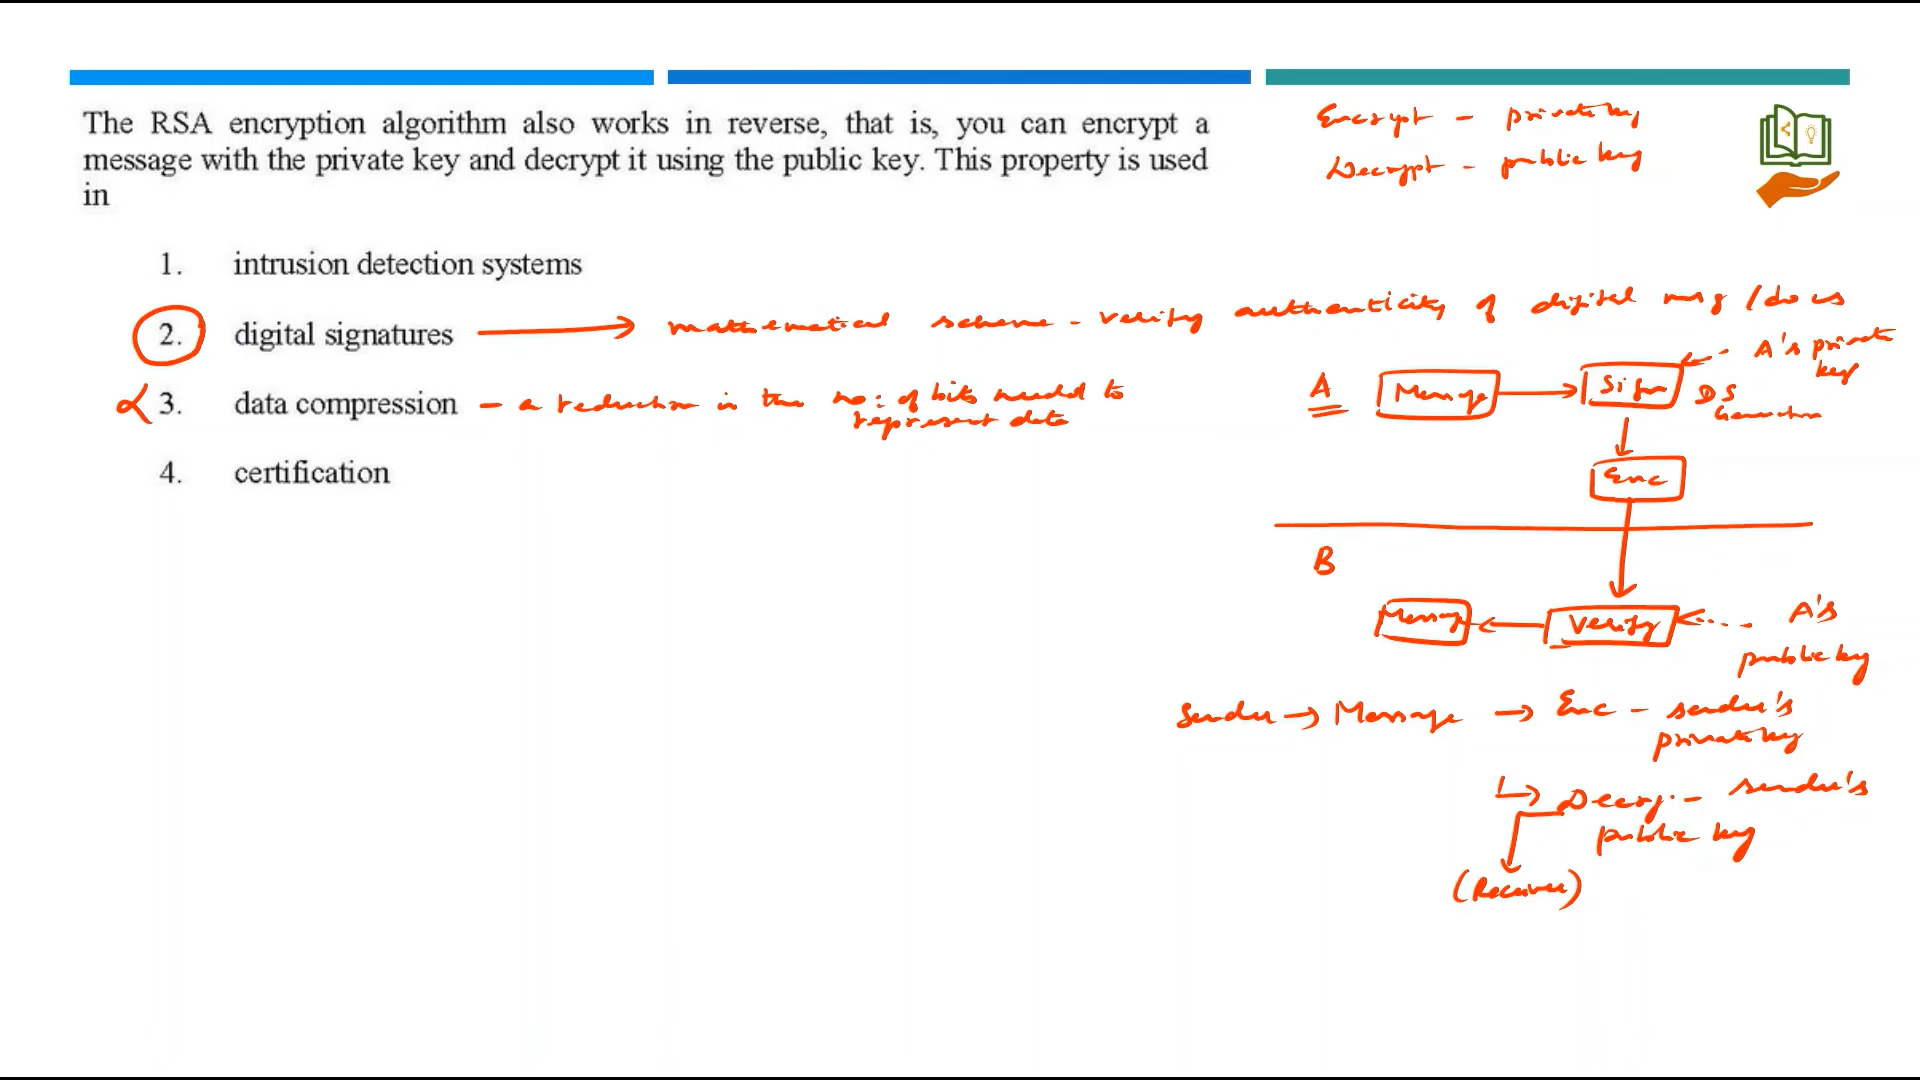 The RSA encryption algorithm also works in reverse, that is, you can encrypt a
message with the private key and decrypt it using the public key. This property is used
in
Encrypt - private key
Decrypt - public key
1. intrusion detection systems
2. digital signatures
mathematical scheme - verify authenticity of digital msg / docs
3. data compression - a reduction in the no: of bits needed to
represent data
4. certification
A
Message
Sign
A's private
key
DS
Generation
Enc
B
Message
Verify
A's
public key
Sender → Message → Enc - sender's
private key
Decry. - sender's
public key
(Receiver)